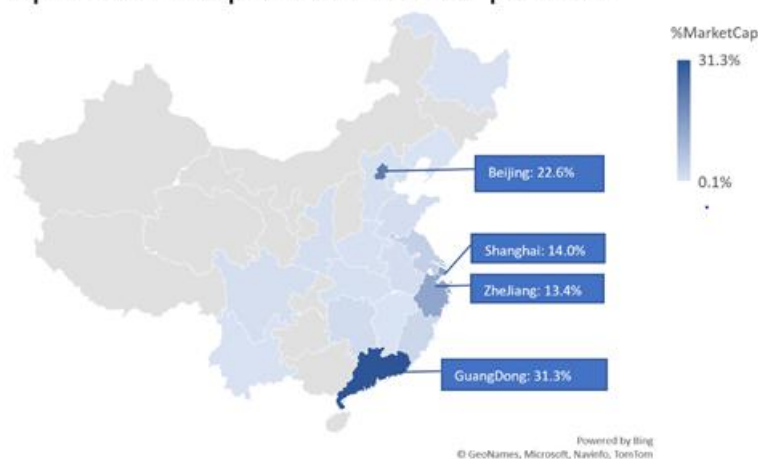 %MarketCap
31.3%
0.1%
Beijing: 22.6%
Shanghai: 14.0%
ZheJiang: 13.4%
GuangDong: 31.3%
Powered by Bing
© GeoNames, Microsoft, Navinfo, TomTom